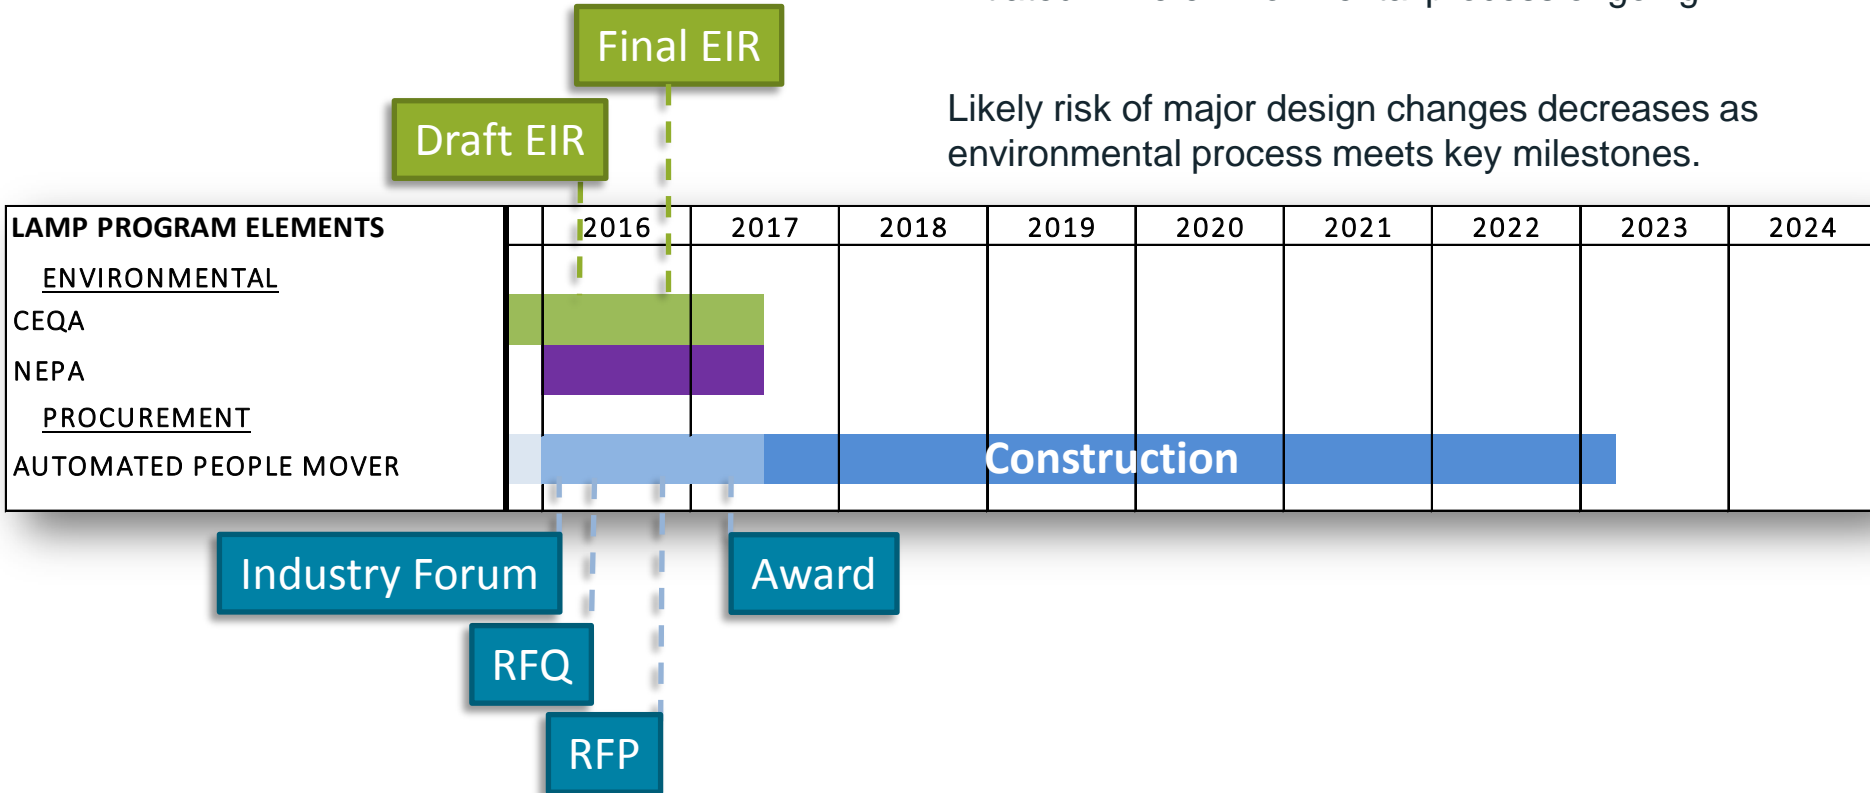 Final EIR
Draft EIR
Likely risk of major design changes decreases as
environmental process meets key milestones.
LAMP PROGRAM ELEMENTS 2016 2017 2018 2019 2020 2021 2022 2023 2024
ENVIRONMENTAL
CEQA
NEPA
PROCUREMENT
AUTOMATED PEOPLE MOVER Construction
Industry Forum Award
RFQ
RFP